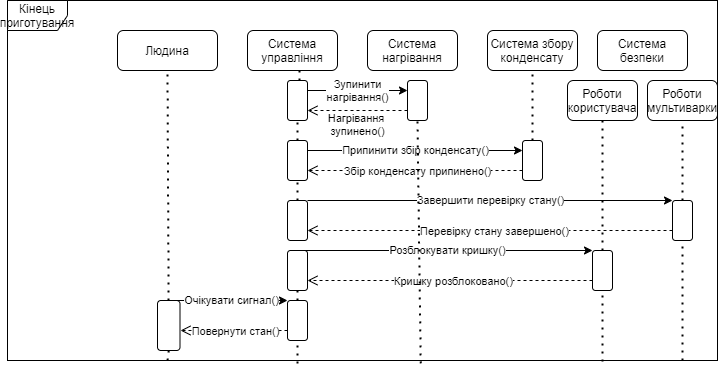 Кінець
приготування
Людина
Система
управління
Система
нагрівання
Система збору
конденсату
Система
безпеки
Роботи
користувача
Роботи
мультиварки
Зупинити
нагрівання()
Нагрівання
зупинено()
Припинити збір конденсату()
Збір конденсату припинено()
Завершити перевірку стану()
Перевірку стану завершено()
Розблокувати кришку()
Кришку розблоковано()
Очікувати сигнал()
Повернути стан()